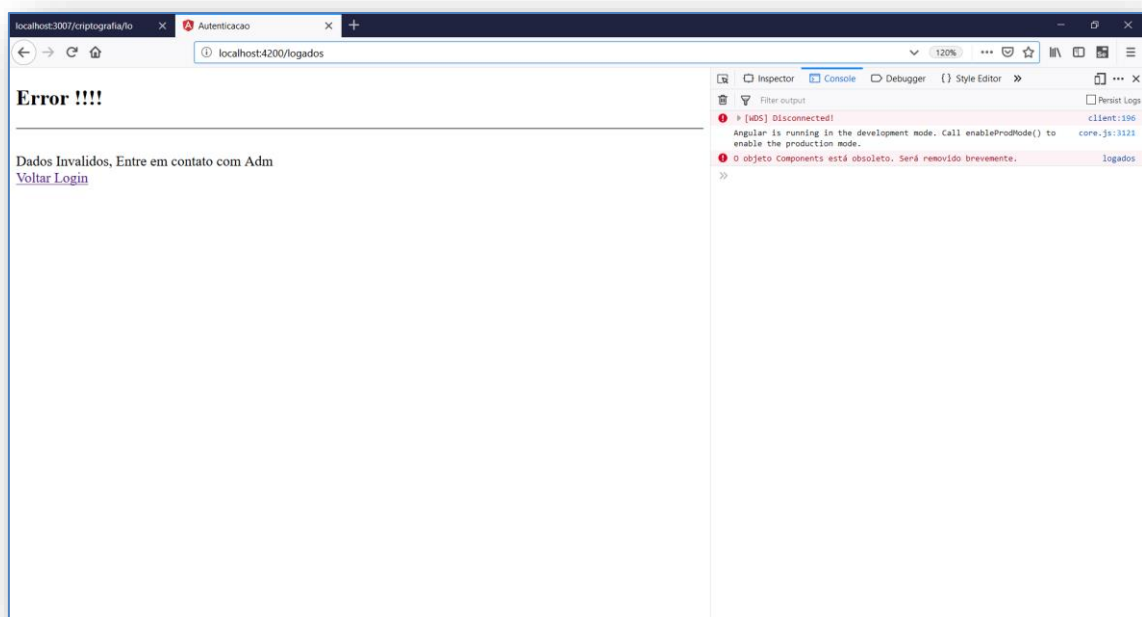 localhost:3007/criptografia/lo
Autenticacao
localhost:4200/logados
120%
Inspector
Console
Debugger
{} Style Editor
Filter output
Persist Logs
Error !!!!
Dados Invalidos, Entre em contato com Adm
Voltar Login
[WDS] Disconnected! client:196
Angular is running in the development mode. Call enableProdMode() to core.js:3121
enable the production mode.
O objeto Components está obsoleto. Será removido brevemente. logados